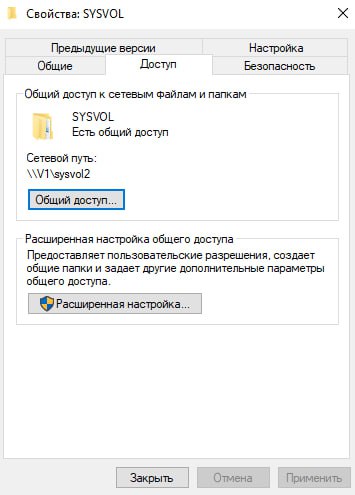 Свойства: SYSVOL
Предыдущие версии
Настройка
Общие
Доступ
Безопасность
Общий доступ к сетевым файлам и папкам
SYSVOL
Есть общий доступ
Сетевой путь:
\\V1\sysvol2
Общий доступ...
Расширенная настройка общего доступа
Предоставляет пользовательские разрешения, создает
общие папки и задает другие дополнительные параметры
общего доступа.
Расширенная настройка...
Закрыть
Отмена
Применить